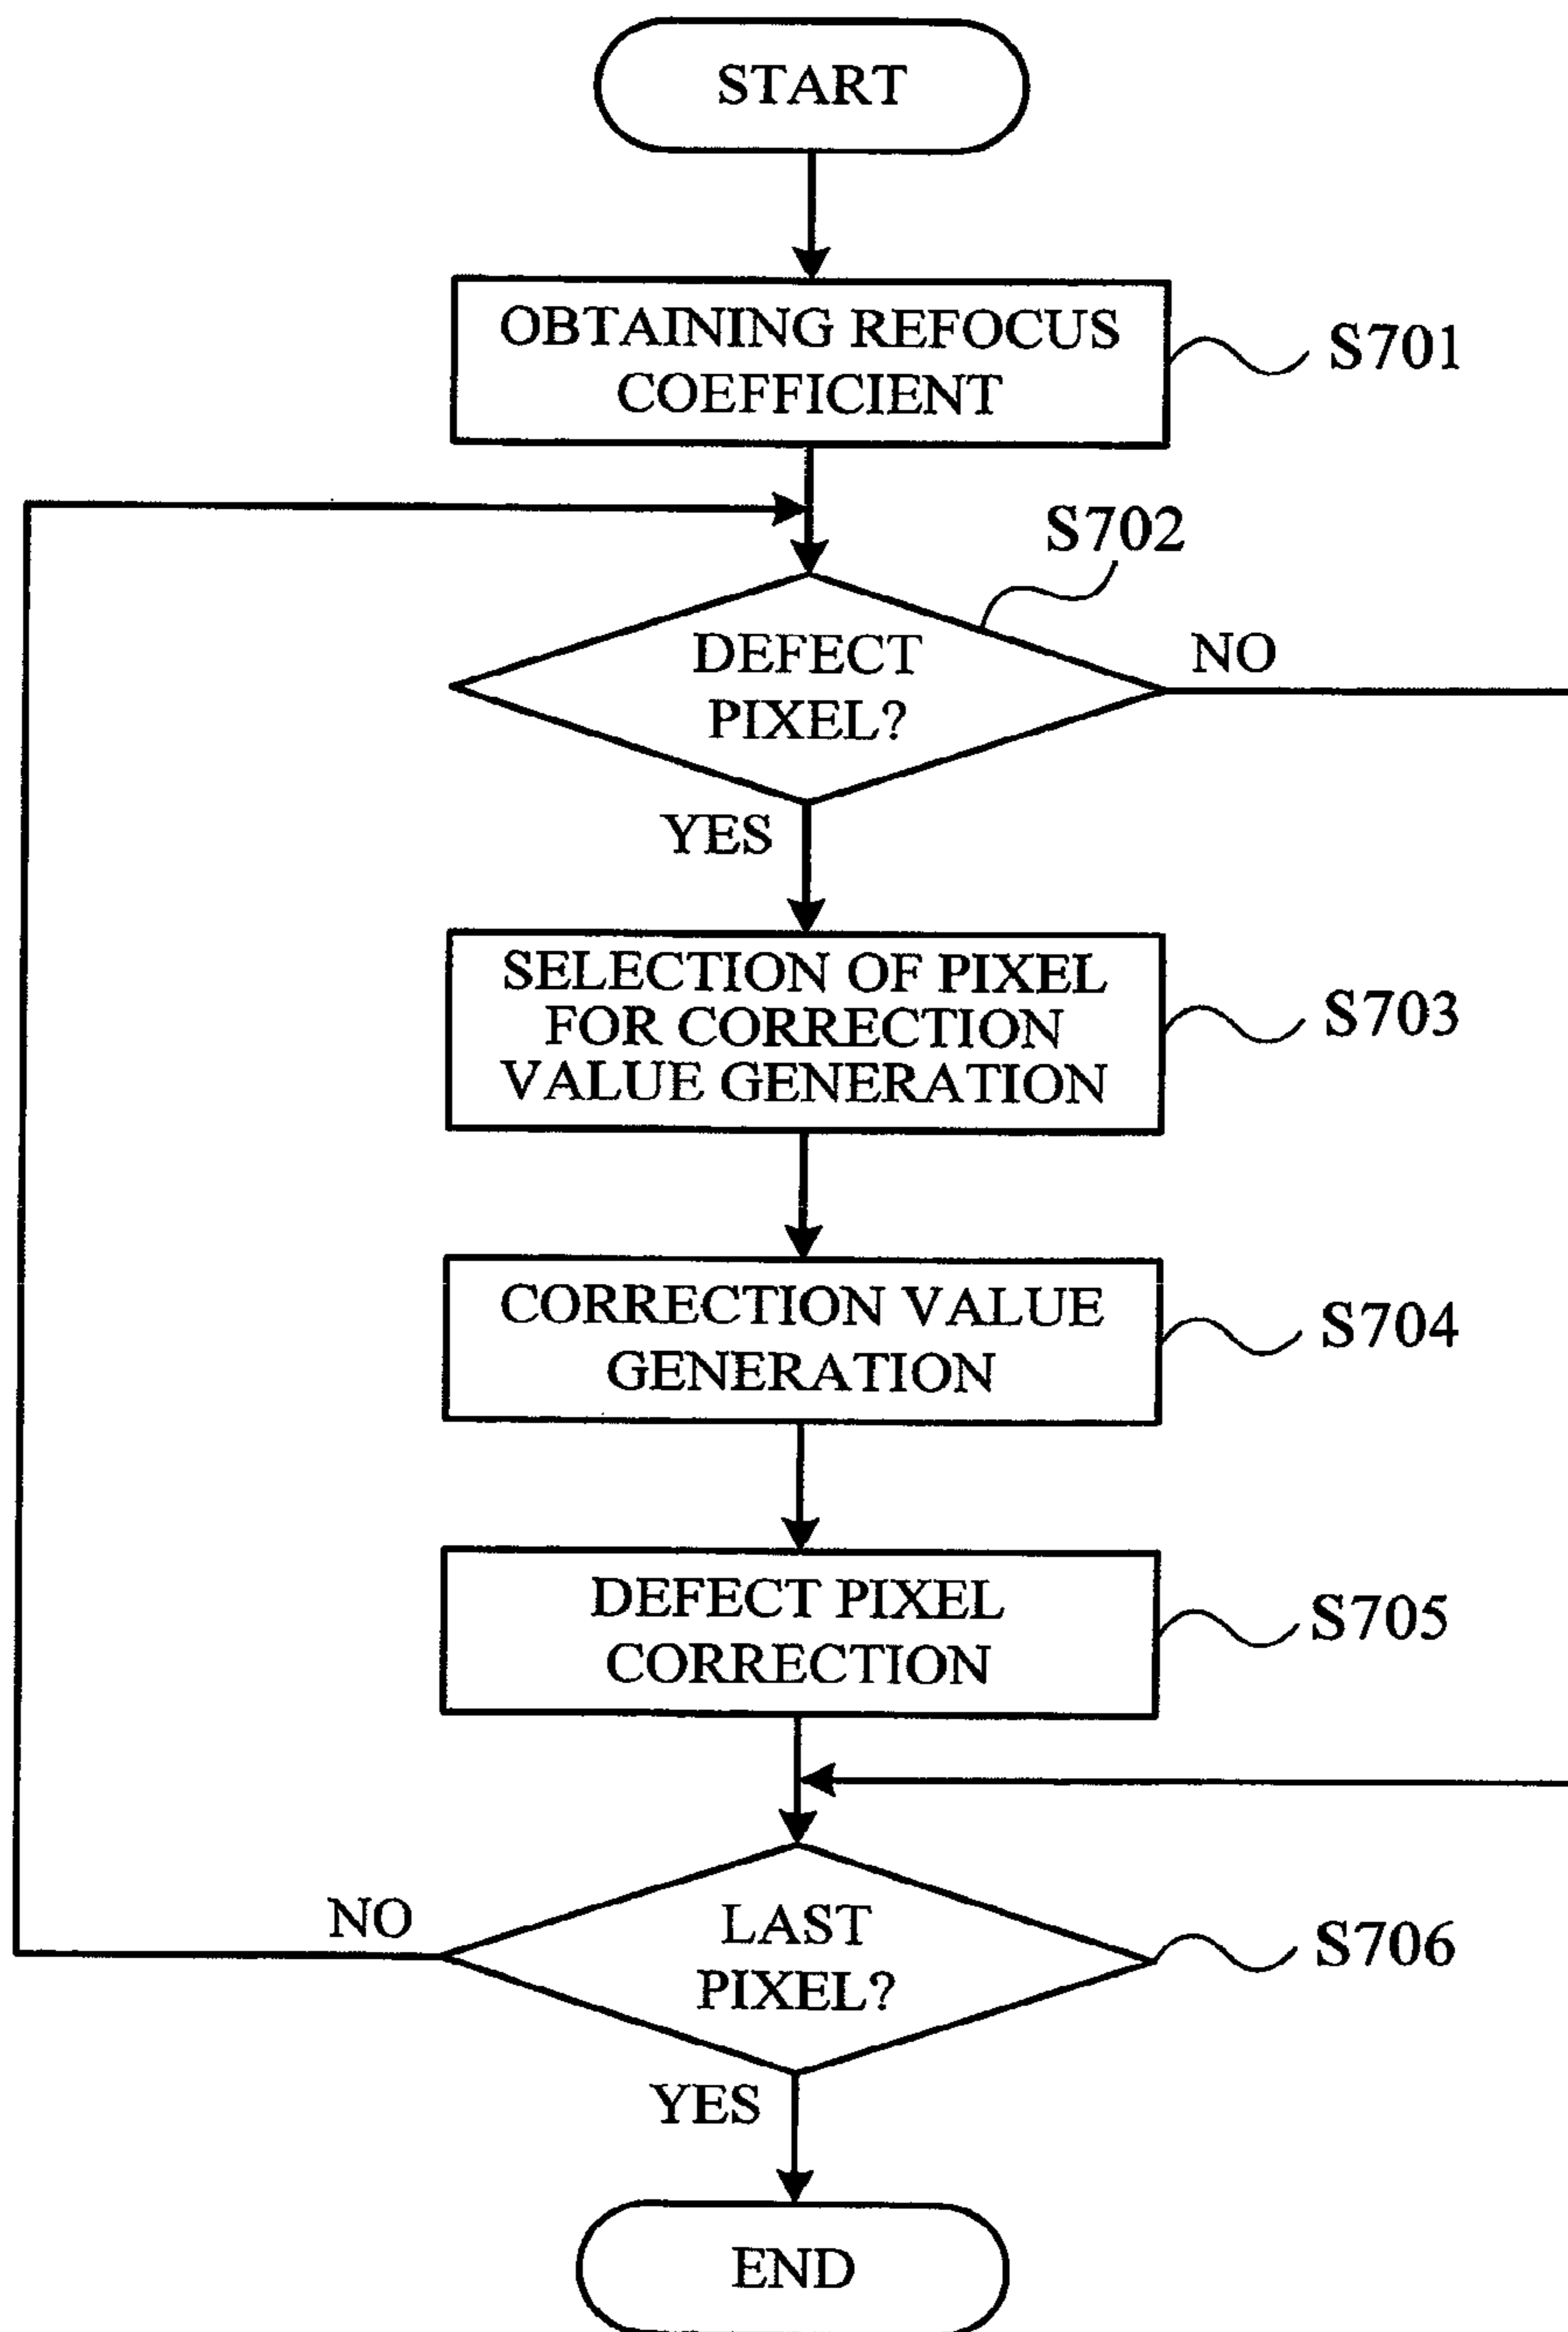 START
OBTAINING REFOCUS
COEFFICIENT
S701
S702
DEFECT
PIXEL?
NO
YES
SELECTION OF PIXEL
FOR CORRECTION
VALUE GENERATION
S703
CORRECTION VALUE
GENERATION
S704
DEFECT PIXEL
CORRECTION
S705
NO
LAST
PIXEL?
S706
YES
END